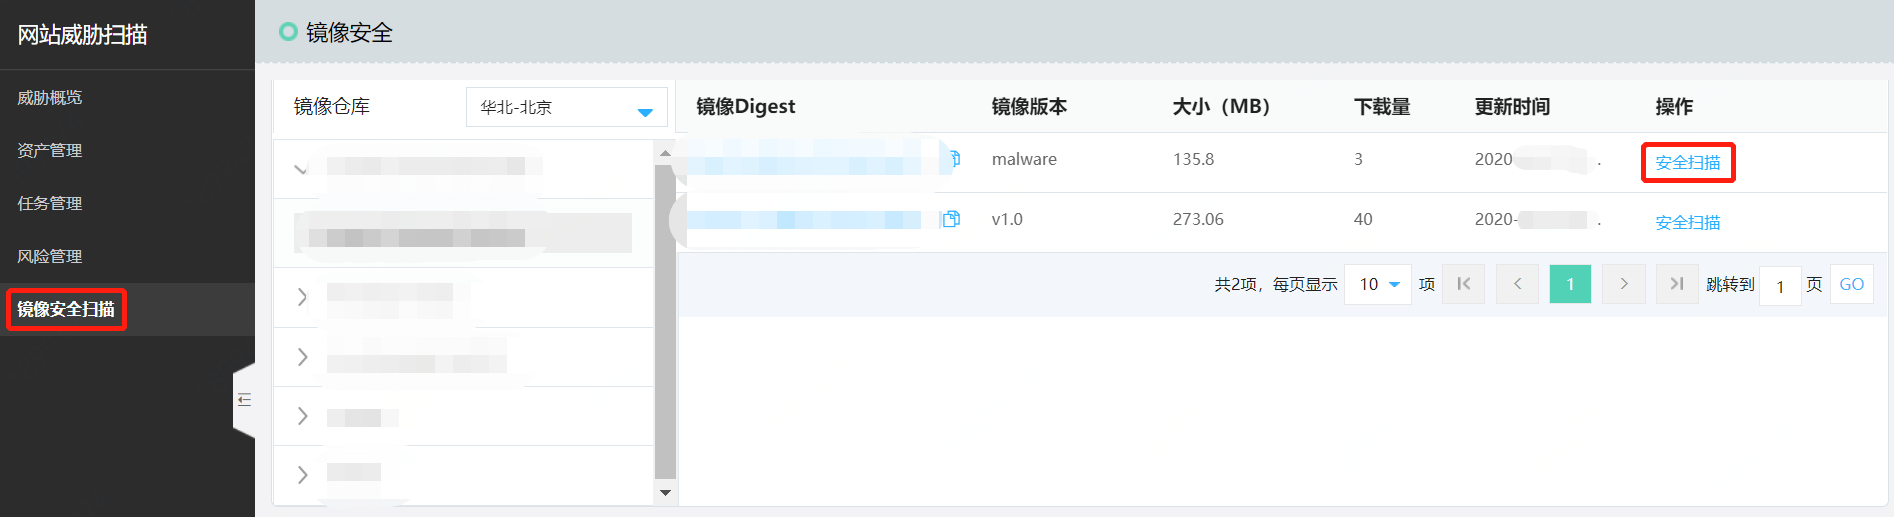 网站威胁扫描
威胁概览
资产管理
任务管理
风险管理
镜像安全扫描
镜像安全
镜像仓库 华北-北京
镜像Digest 镜像版本 大小（MB） 下载量 更新时间 操作
malware 135.8 3 2020 . 安全扫描
v1.0 273.06 40 2020- . 安全扫描
共2项，每页显示 10 项 1 跳转到 1 页 GO